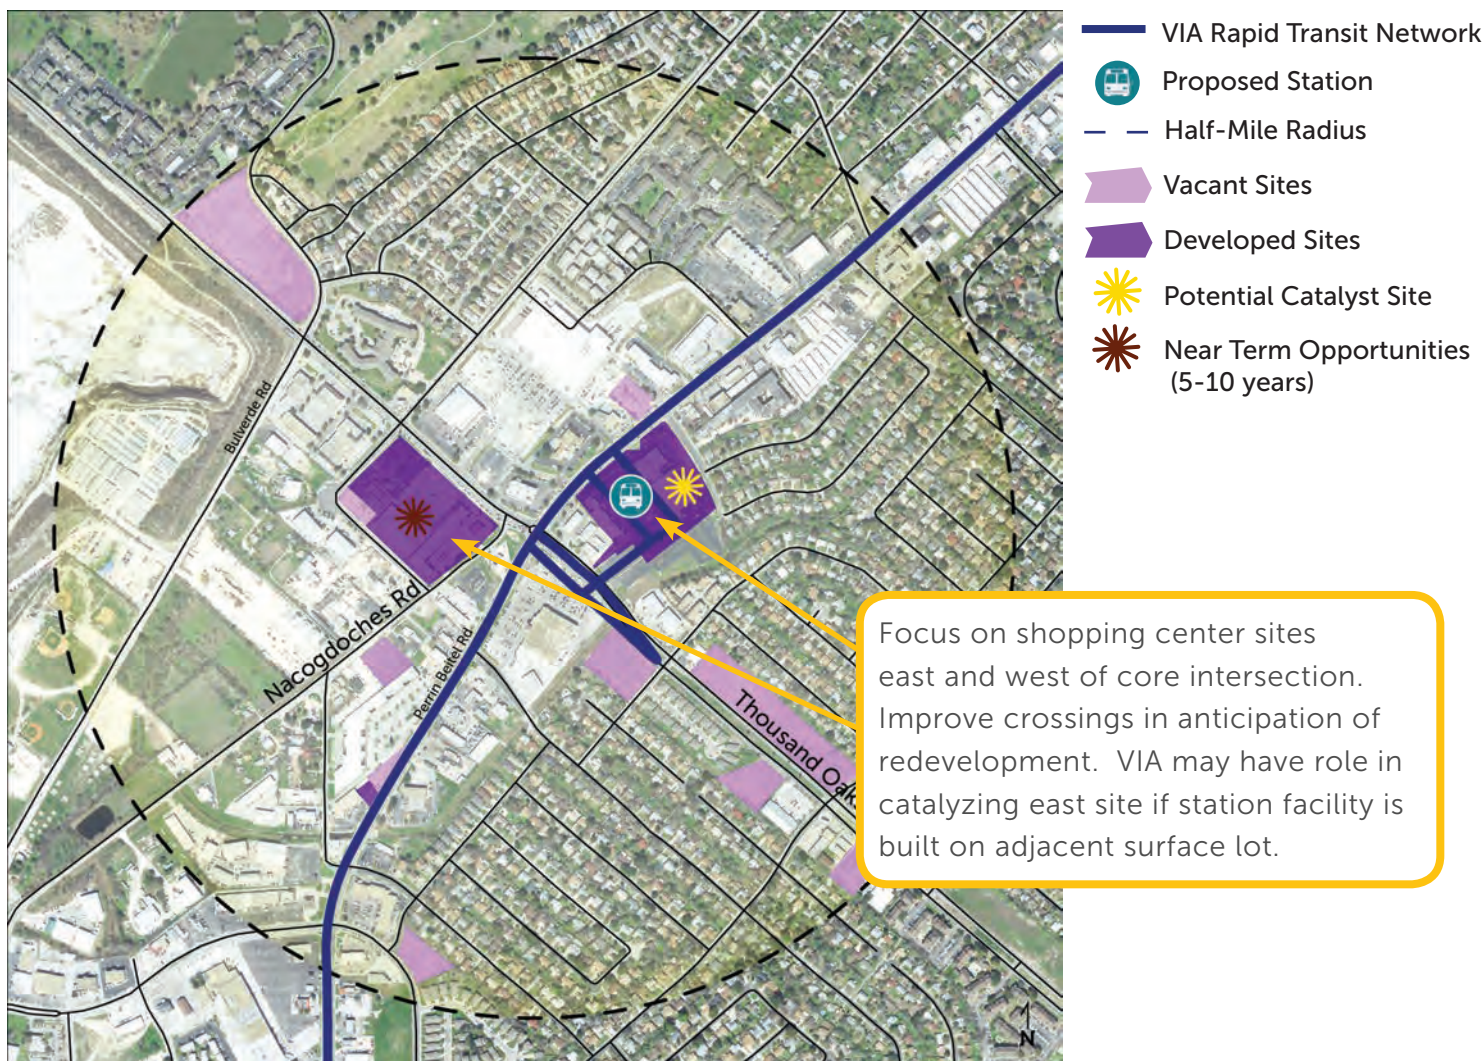 VIA Rapid Transit Network
Proposed Station
Half-Mile Radius
Vacant Sites
Developed Sites
Potential Catalyst Site
Near Term Opportunities
(5-10 years)
Bulverde Rd
Nacogdoches Rd
Perrin Beitel Rd
Thousand Oak
Focus on shopping center sites
east and west of core intersection.
Improve crossings in anticipation of
redevelopment. VIA may have role in
catalyzing east site if station facility is
built on adjacent surface lot.
N